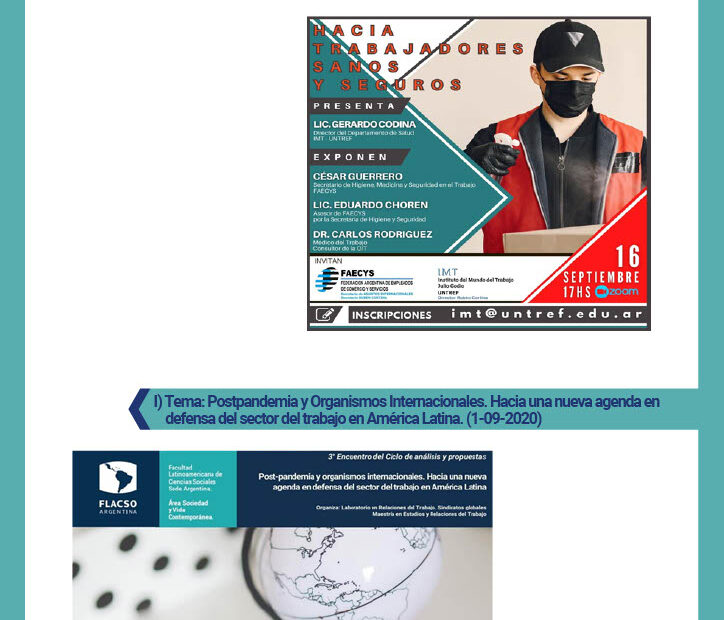 HACIA
TRABAJADORES
SANOS
Y SEGUROS
PRESENTA
LIC. GERARDO CODINA
Director del Departamento de Salud
IMT - UNTREF
EXPONEN
CÉSAR GUERRERO
Secretario de Higiene, Medicina y Seguridad en el Trabajo
FAECYS
LIC. EDUARDO CHOREN
Asesor de FAECYS
por la Secretaría de Higiene y Seguridad
DR. CARLOS RODRIGUEZ
Médico del Trabajo
Consultor de la OIT
16
SEPTIEMBRE
17HS zoom
INVITAN
FAECYS
FEDERACIÓN ARGENTINA DE EMPLEADOS
DE COMERCIO Y SERVICIOS
Secretaría de ASUNTOS INTERNACIONALES
Secretario RUBEN CORTINA
IMT
Instituto del Mundo del Trabajo
Julio Godio
UNTREF
Director Rubén Cortina
INSCRIPCIONES imt@untref.edu.ar
I) Tema: Postpandemia y Organismos Internacionales. Hacia una nueva agenda en
defensa del sector del trabajo en América Latina. (1-09-2020)
FLACSO
ARGENTINA
Facultad
Latinoamericana de
Ciencias Sociales
Sede Argentina.
Área Sociedad
y Vida
Contemporánea.
3° Encuentro del Ciclo de análisis y propuestas
Post-pandemia y organismos internacionales. Hacia una nueva
agenda en defensa del sector del trabajo en América Latina
Organiza: Laboratorio en Relaciones del Trabajo. Sindicatos globales
Maestría en Estudios y Relaciones del Trabajo